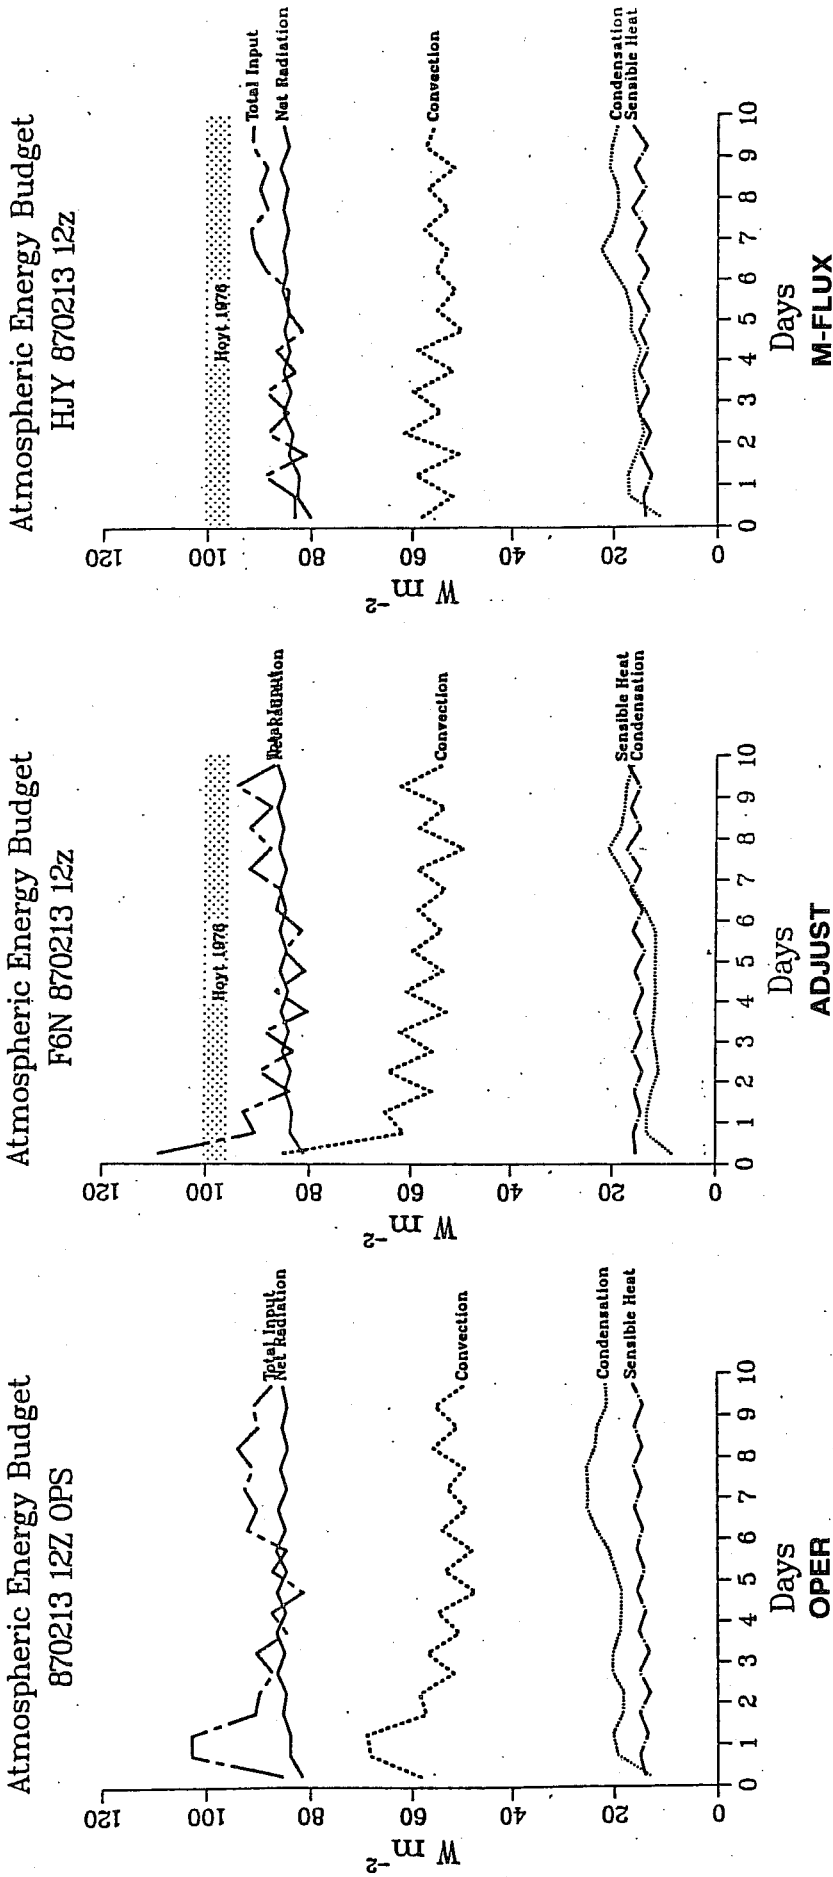 Atmospheric Energy Budget
870213 12Z OPS
120
100
80
60
40
20
0
W m⁻²
Total Input
Net Radiation
Convection
Condensation
Sensible Heat
0 1 2 3 4 5 6 7 8 9 10
Days
OPER
Atmospheric Energy Budget
F6N 870213 12z
120
100
80
60
40
20
0
W m⁻²
Hoyt 1976
Total Input
Net Radiation
Convection
Sensible Heat
Condensation
0 1 2 3 4 5 6 7 8 9 10
Days
ADJUST
Atmospheric Energy Budget
HJY 870213 12z
120
100
80
60
40
20
0
W m⁻²
Hoyt 1976
Total Input
Net Radiation
Convection
Condensation
Sensible Heat
0 1 2 3 4 5 6 7 8 9 10
Days
M-FLUX